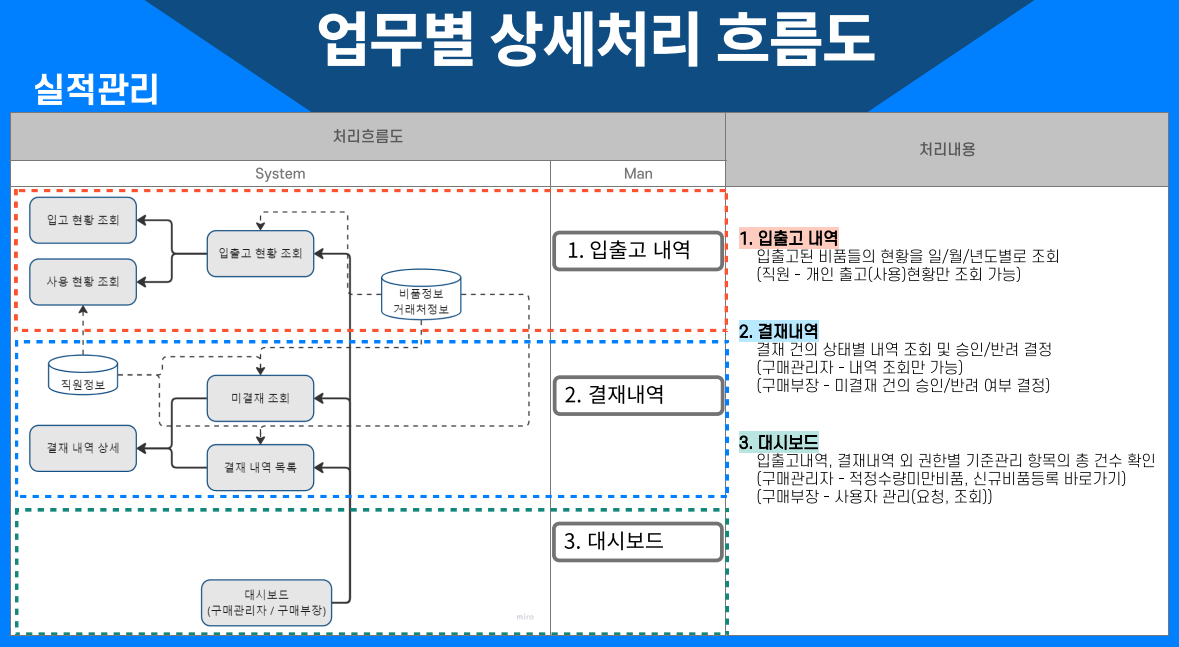 업무별 상세처리 흐름도
실적관리
처리흐름도
처리내용
System
Man
입고 현황 조회
입출고 현황 조회
사용 현황 조회
비품정보
거래처정보
1. 입출고 내역
직원정보
미결재 조회
결재 내역 상세
결재 내역 목록
2. 결재내역
3. 대시보드
대시보드
(구매관리자 / 구매부장)
miro
1. 입출고 내역
입출고된 비품들의 현황을 일/월/년도별로 조회
(직원 - 개인 출고(사용)현황만 조회 가능)
2. 결재내역
결재 건의 상태별 내역 조회 및 승인/반려 결정
(구매관리자 - 내역 조회만 가능)
(구매부장 - 미결재 건의 승인/반려 여부 결정)
3. 대시보드
입출고내역, 결재내역 외 권한별 기준관리 항목의 총 건수 확인
(구매관리자 - 적정수량미만비품, 신규비품등록 바로가기)
(구매부장 - 사용자 관리(요청, 조회))